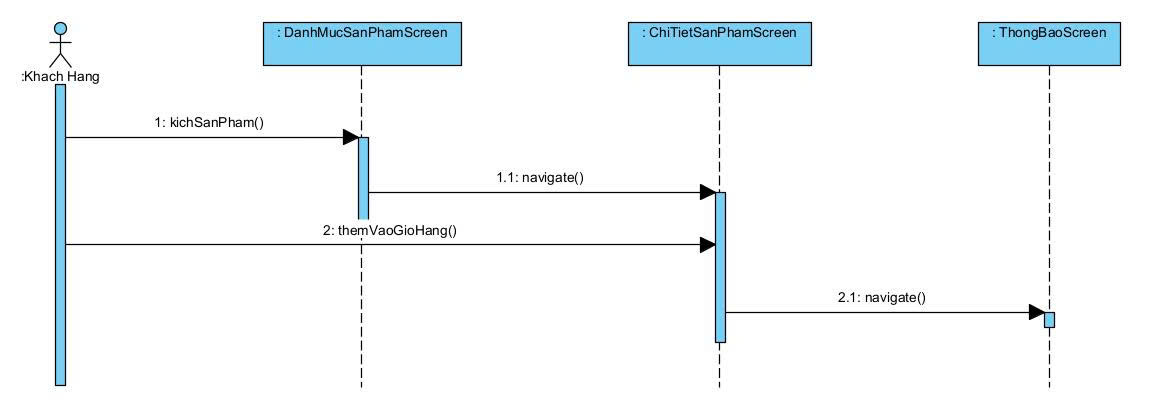 : DanhMucSanPhamScreen
: ChiTietSanPhamScreen
: ThongBaoScreen
:Khach Hang
1: kichSanPham()
1.1: navigate()
2: themVaoGioHang()
2.1: navigate()